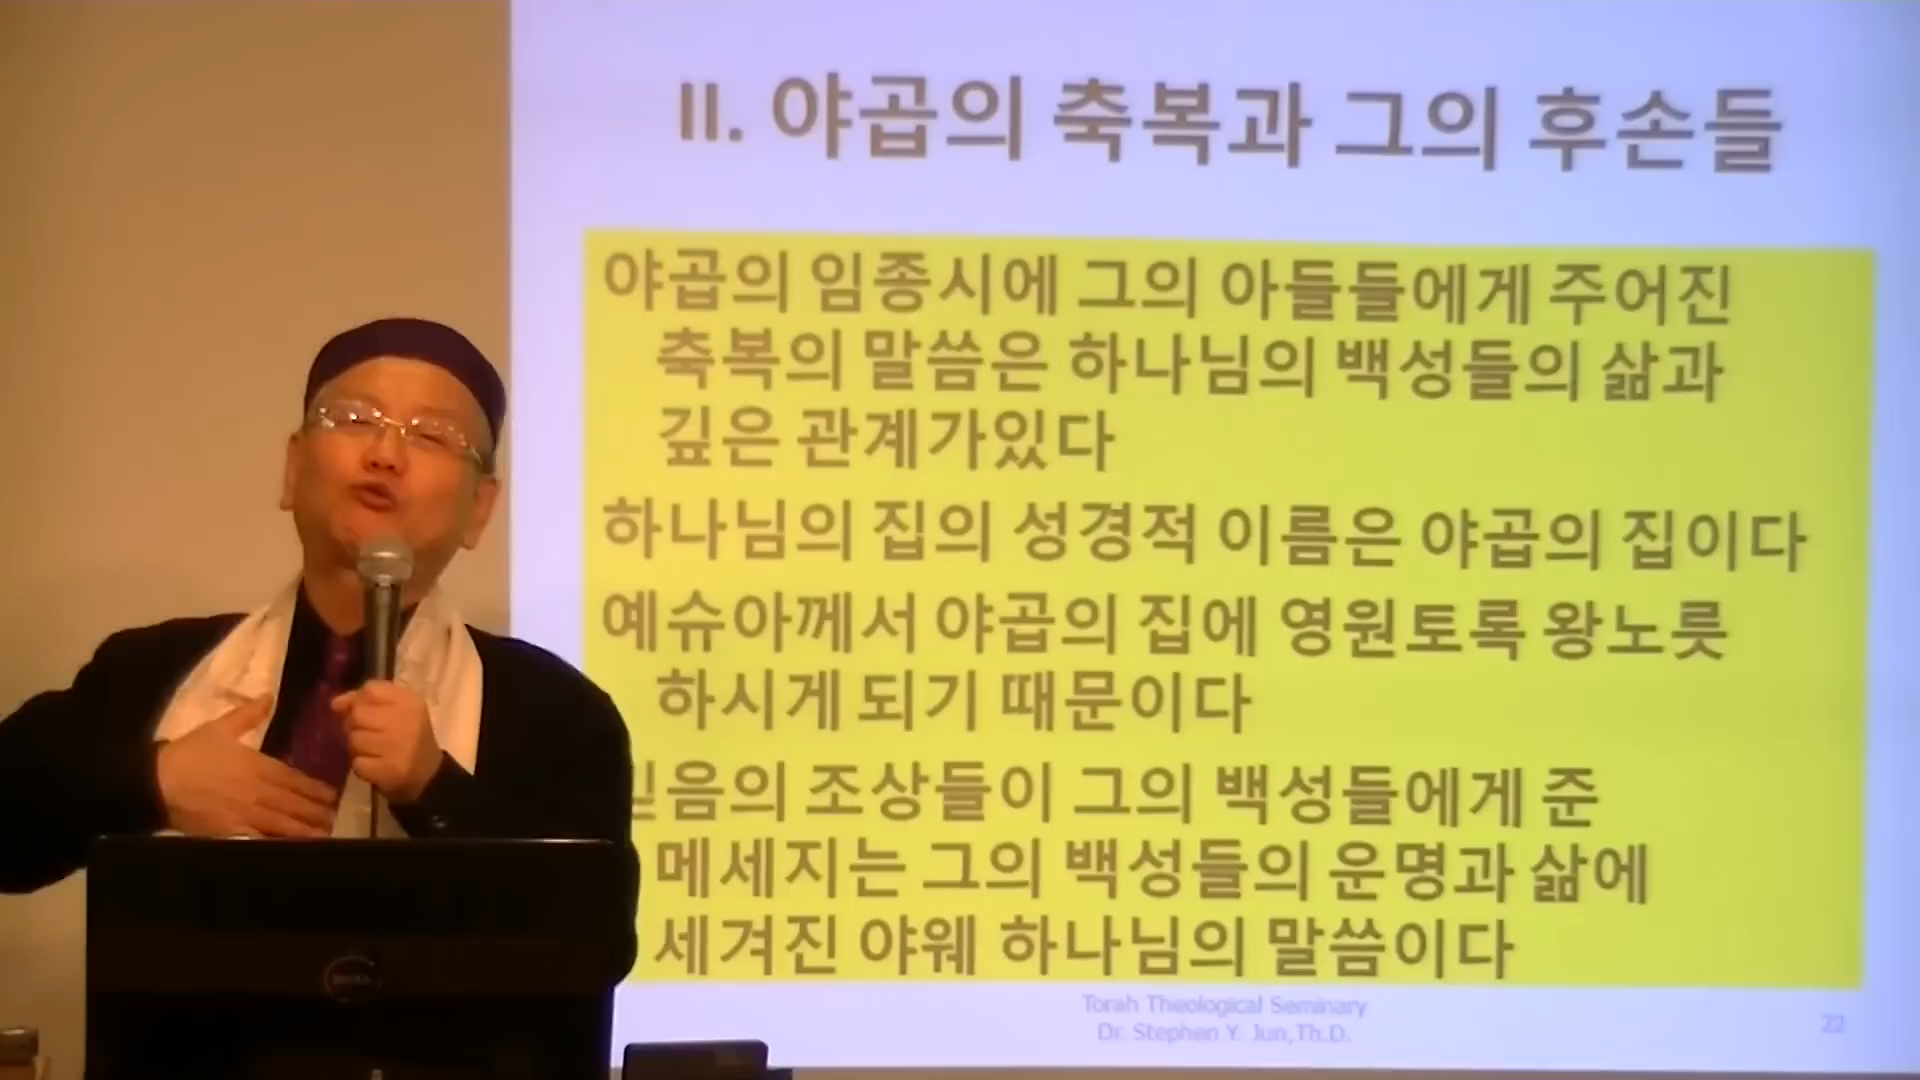 II. 야곱의 축복과 그의 후손들
야곱의 임종시에 그의 아들들에게 주어진
축복의 말씀은 하나님의 백성들의 삶과
깊은 관계가있다
하나님의 집의 성경적 이름은 야곱의 집이다
예슈아께서 야곱의 집에 영원토록 왕노릇
하시게 되기 때문이다
믿음의 조상들이 그의 백성들에게 준
메세지는 그의 백성들의 운명과 삶에
세겨진 야웨 하나님의 말씀이다
Torah Theological Seminary
Dr. Stephen Y. Jun,Th.D.
22